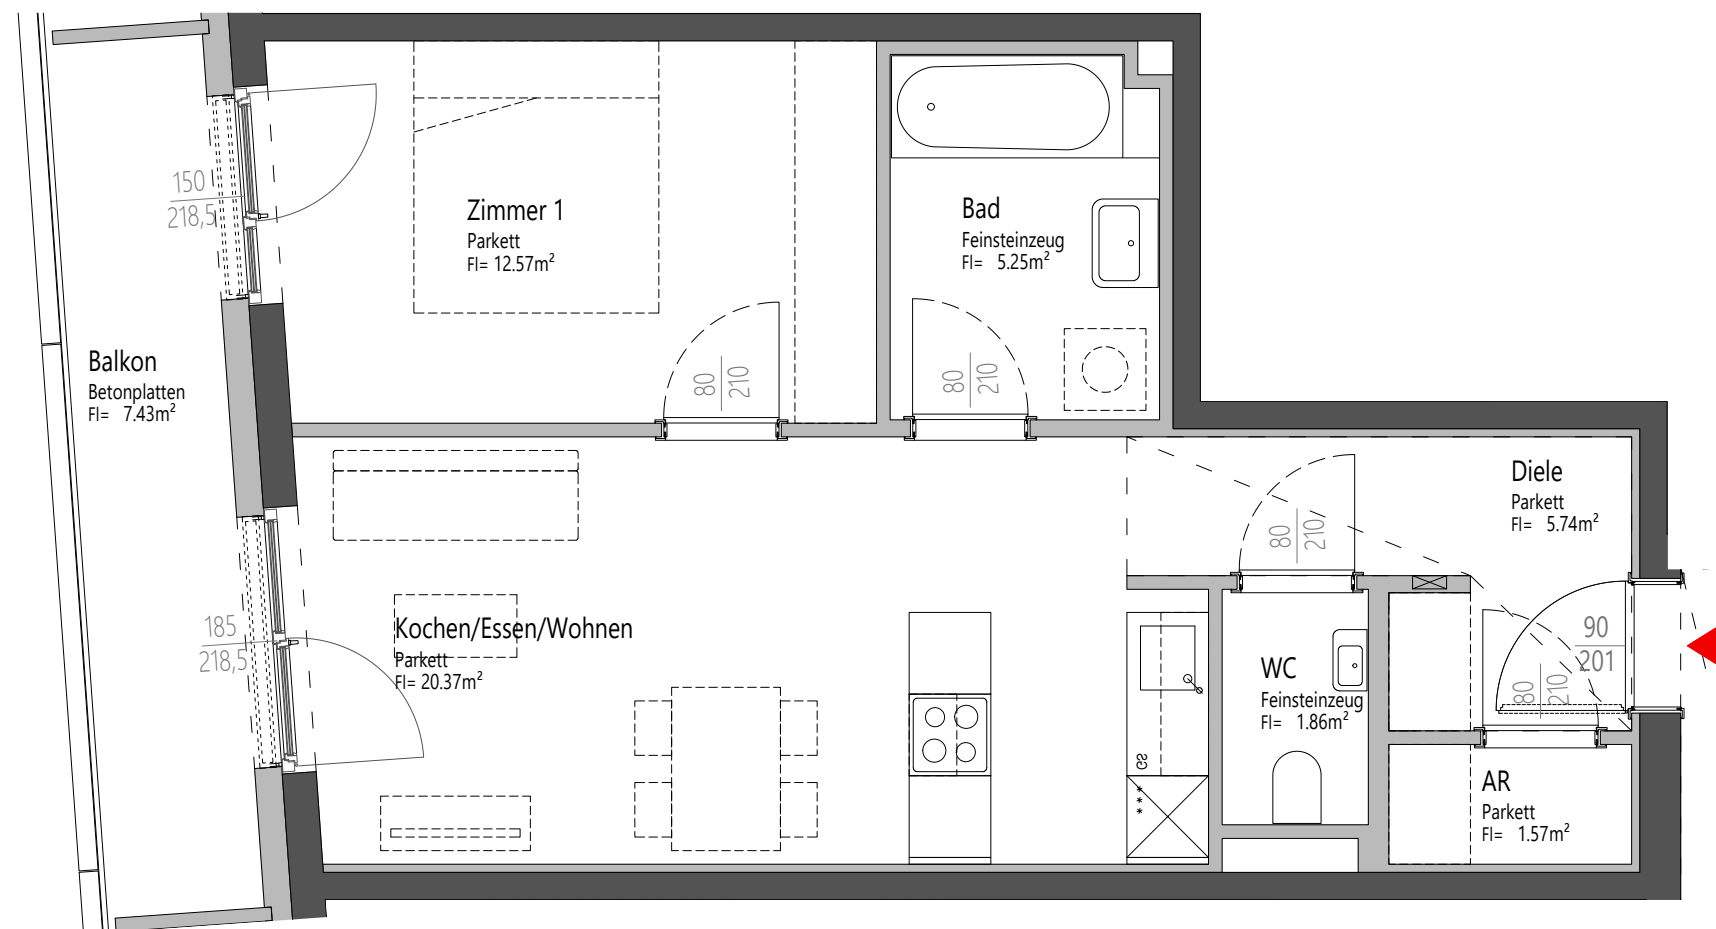 150
218,5
Zimmer 1
Parkett
Fl= 12.57m²
Bad
Feinsteinzeug
Fl= 5.25m²
80
210
80
210
Balkon
Betonplatten
Fl= 7.43m²
Diele
Parkett
Fl= 5.74m²
80
210
185
218,5
Kochen/Essen/Wohnen
Parkett
Fl= 20.37m²
WC
Feinsteinzeug
Fl= 1.86m²
90
201
80
210
GS
***
AR
Parkett
Fl= 1.57m²